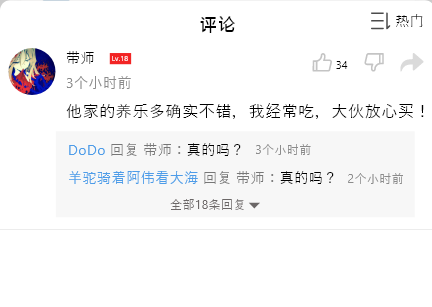 评论
热门
带师 Lv.18
34
3个小时前
他家的养乐多确实不错，我经常吃，大伙放心买！
DoDo 回复 带师：真的吗？ 3个小时前
羊驼骑着阿伟看大海 回复 带师：真的吗？ 2个小时前
全部18条回复